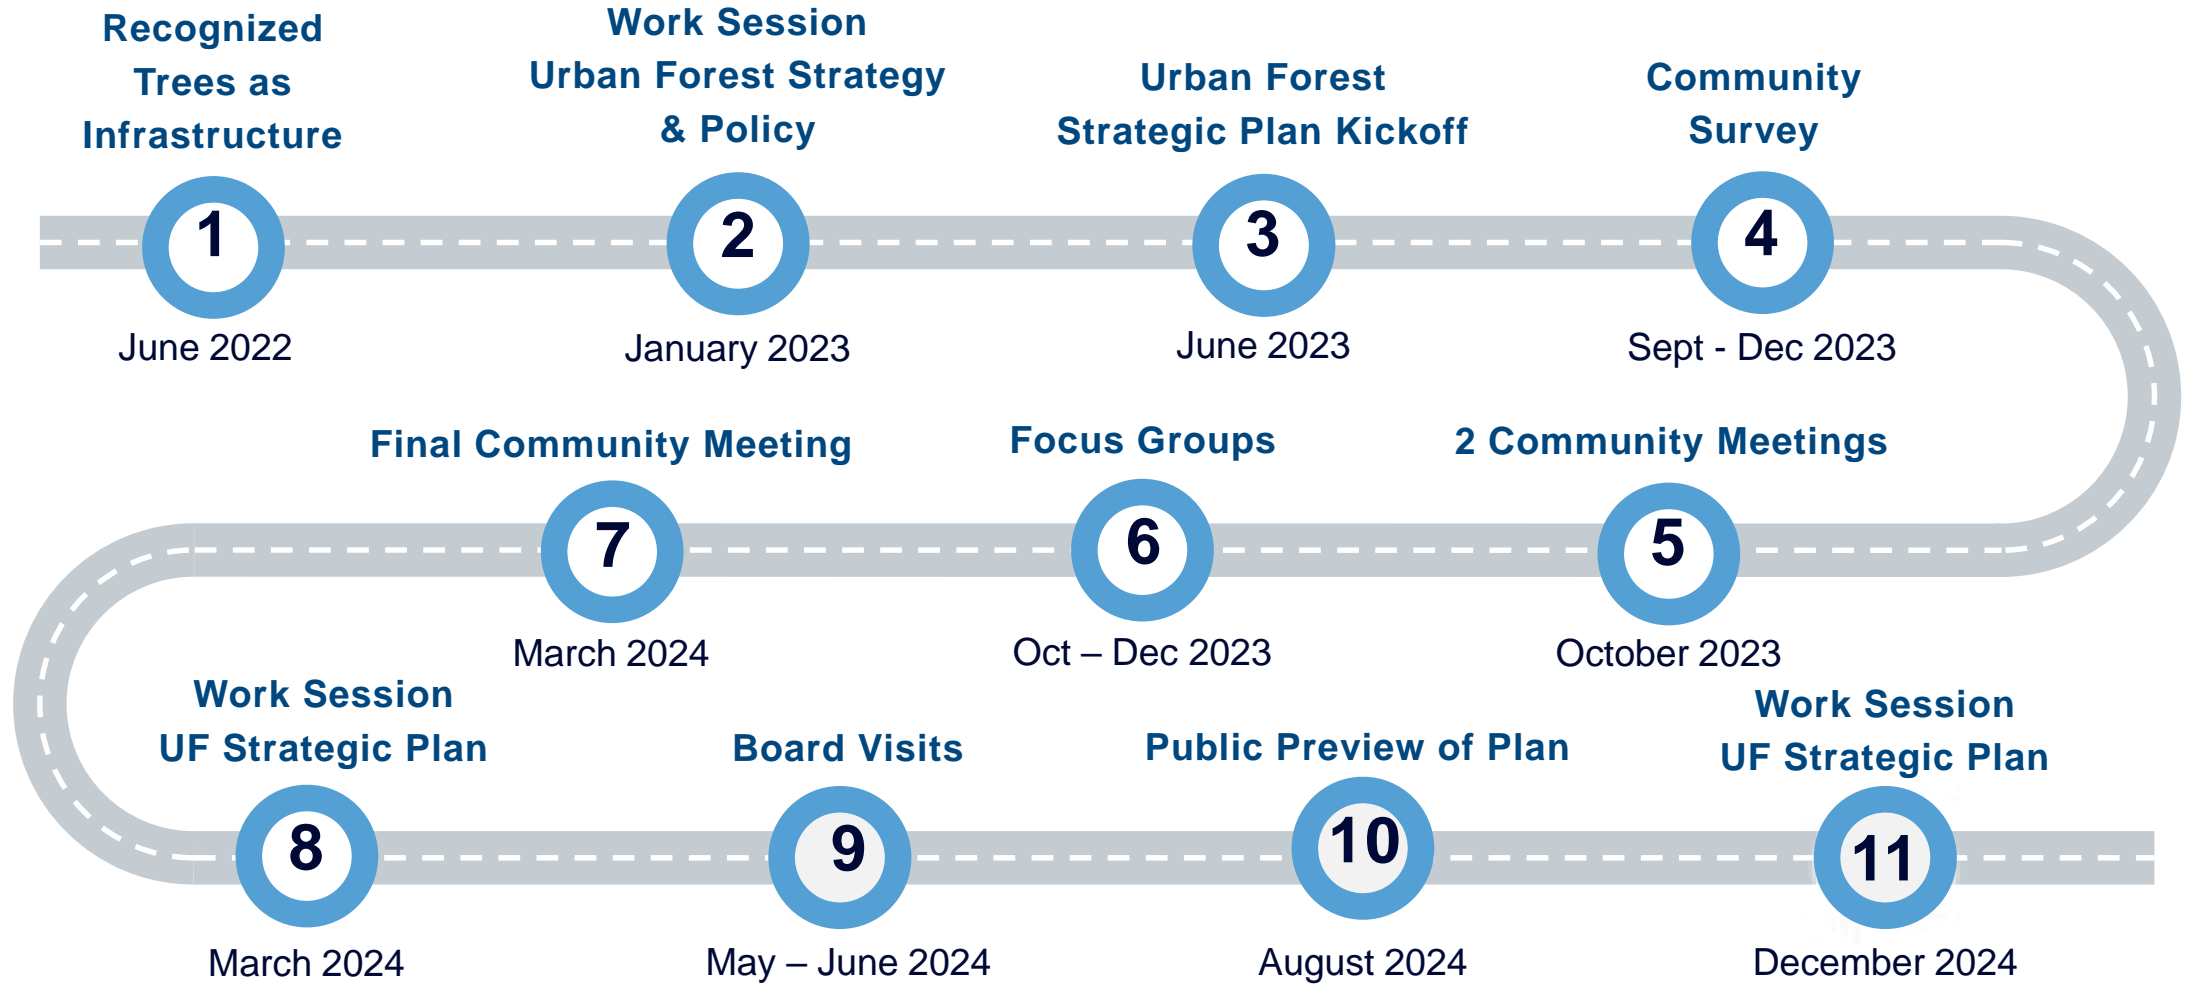 Recognized
Trees as
Infrastructure
1
June 2022
Work Session
Urban Forest Strategy
& Policy
2
January 2023
Urban Forest
Strategic Plan Kickoff
3
June 2023
Community
Survey
4
Sept - Dec 2023
2 Community Meetings
5
October 2023
Focus Groups
6
Oct – Dec 2023
Final Community Meeting
7
March 2024
Work Session
UF Strategic Plan
8
March 2024
Board Visits
9
May – June 2024
Public Preview of Plan
10
August 2024
Work Session
UF Strategic Plan
11
December 2024